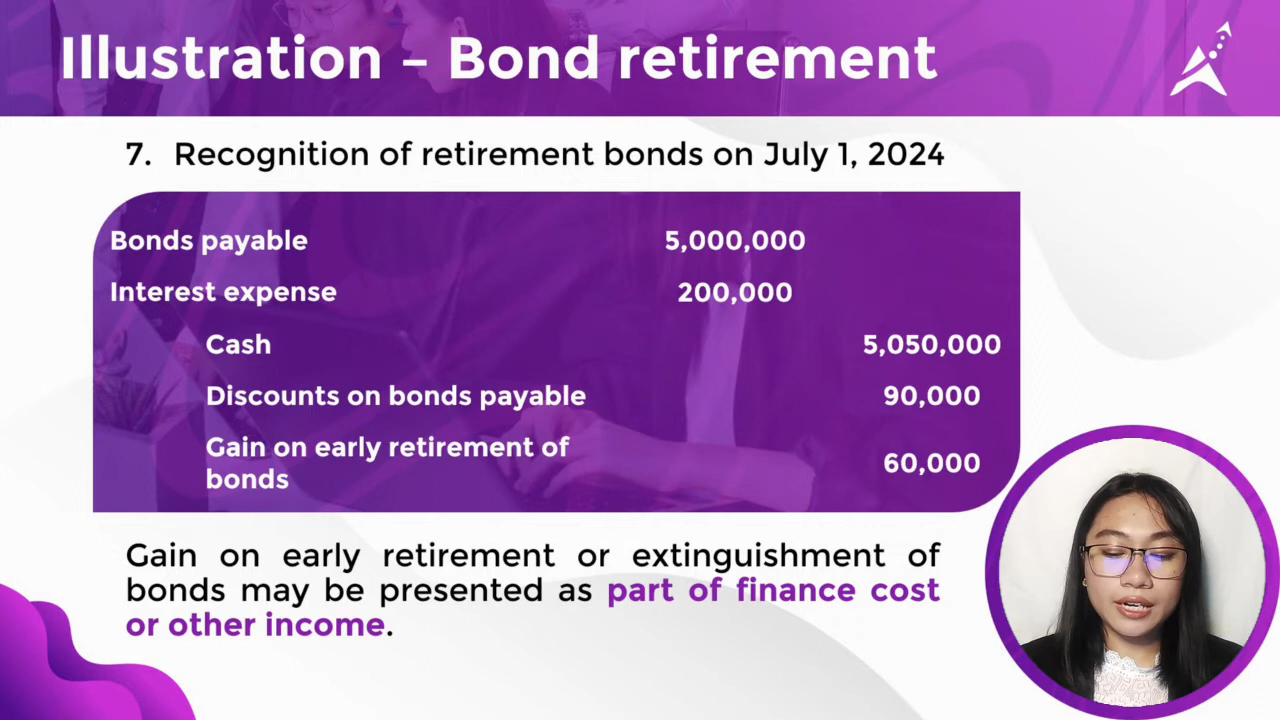 Illustration – Bond retirement
7. Recognition of retirement bonds on July 1, 2024
Bonds payable 5,000,000
Interest expense 200,000
Cash 5,050,000
Discounts on bonds payable 90,000
Gain on early retirement of
bonds 60,000
Gain on early retirement or extinguishment of
bonds may be presented as part of finance cost
or other income.